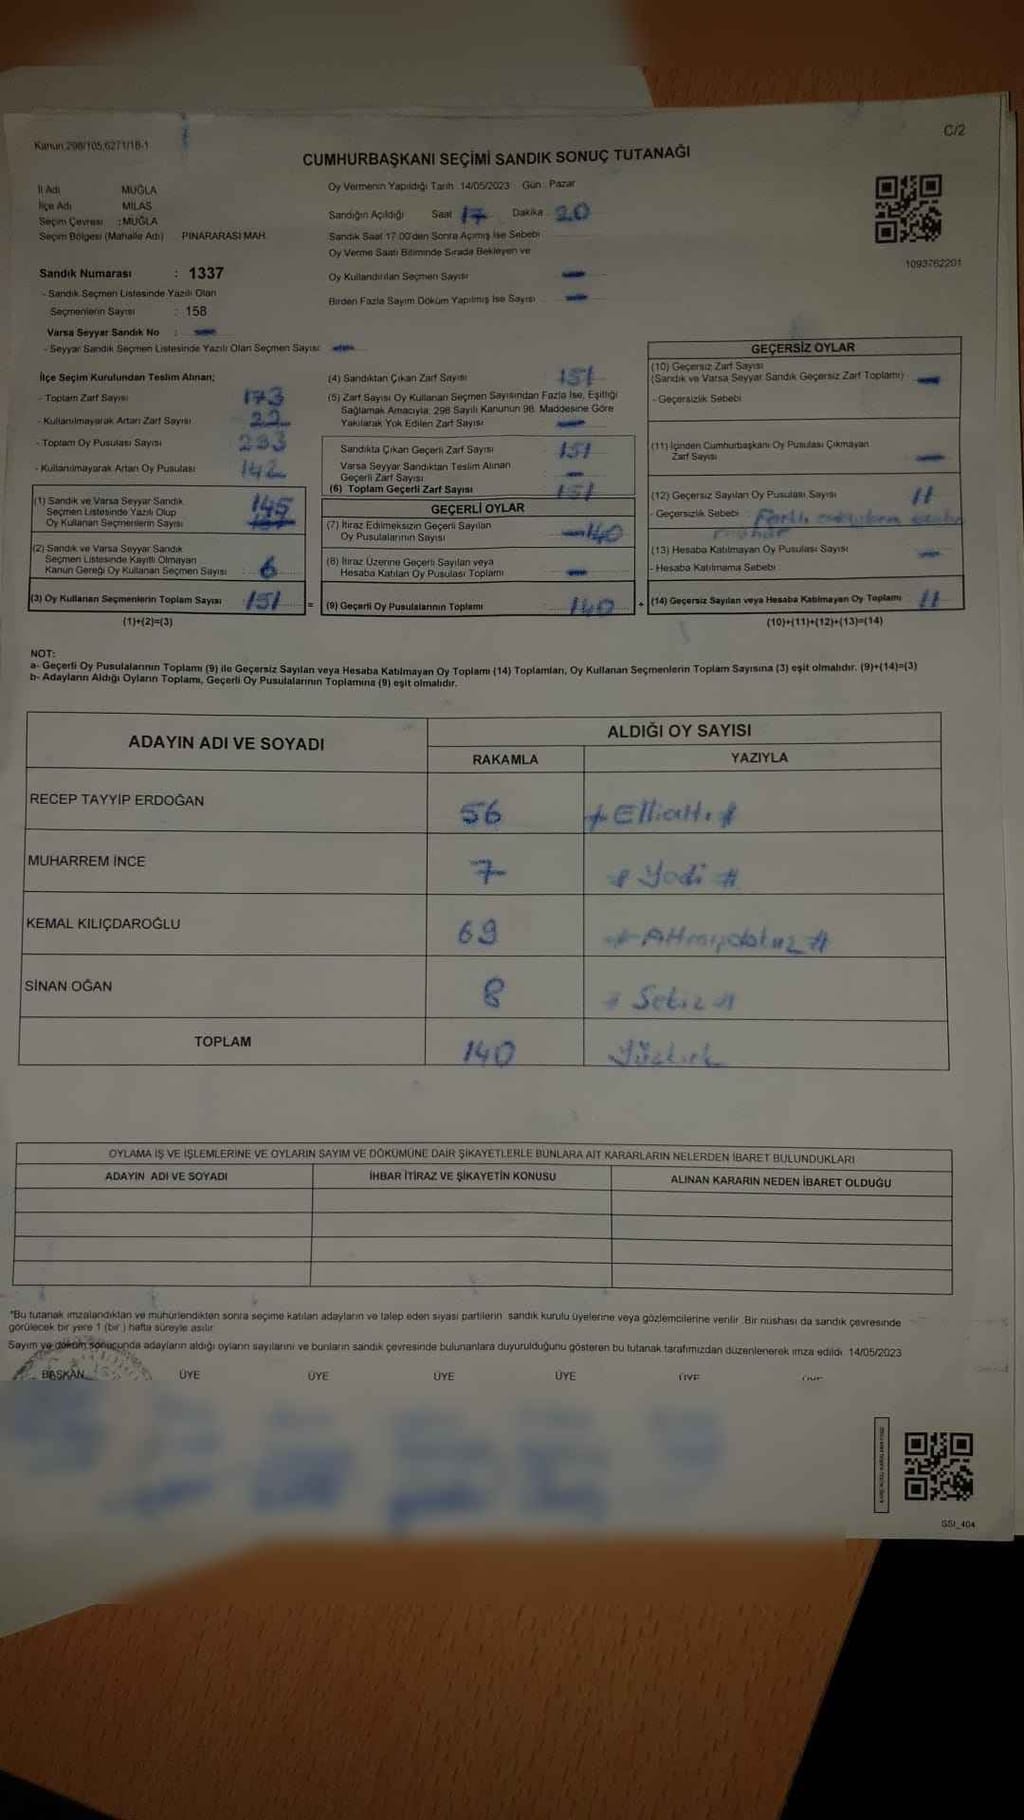 Kanun:298/105,6271/18-1
C/2
CUMHURBAŞKANI SEÇİMİ SANDIK SONUÇ TUTANAĞI
İl Adı MUĞLA
İlçe Adı MİLAS
Seçim Çevresi :MUĞLA
Seçim Bölgesi (Mahalle Adı) PINARARASI MAH.
Oy Vermenin Yapıldığı Tarih :14/05/2023 Gün: Pazar
Sandığın Açıldığı Saat 17 Dakika 20
Sandık Saat 17.00'den Sonra Açılmış İse Sebebi
Oy Verme Saati Bitiminde Sırada Bekleyen ve
Oy Kullandırılan Seçmen Sayısı -
Birden Fazla Sayım Döküm Yapılmış İse Sayısı -
1093762201
Sandık Numarası : 1337
- Sandık Seçmen Listesinde Yazılı Olan
Seçmenlerin Sayısı : 158
Varsa Seyyar Sandık No : -
- Seyyar Sandık Seçmen Listesinde Yazılı Olan Seçmen Sayısı: -
İlçe Seçim Kurulundan Teslim Alınan;
- Toplam Zarf Sayısı 173
- Kullanılmayarak Artan Zarf Sayısı 22
- Toplam Oy Pusulası Sayısı 293
- Kullanılmayarak Artan Oy Pusulası 142
(1) Sandık ve Varsa Seyyar Sandık
Seçmen Listesinde Yazılı Olup
Oy Kullanan Seçmenlerin Sayısı 145
(2) Sandık ve Varsa Seyyar Sandık
Seçmen Listesinde Kayıtlı Olmayan
Kanun Gereği Oy Kullanan Seçmen Sayısı 6
(3) Oy Kullanan Seçmenlerin Toplam Sayısı 151
(1)+(2)=(3)
(4) Sandıktan Çıkan Zarf Sayısı 151
(5) Zarf Sayısı Oy Kullanan Seçmen Sayısından Fazla İse, Eşitliği
Sağlamak Amacıyla, 298 Sayılı Kanunun 98. Maddesine Göre
Yakılarak Yok Edilen Zarf Sayısı -
Sandıkta Çıkan Geçerli Zarf Sayısı 151
Varsa Seyyar Sandıktan Teslim Alınan
Geçerli Zarf Sayısı -
(6) Toplam Geçerli Zarf Sayısı 151
GEÇERLİ OYLAR
(7) İtiraz Edilmeksizin Geçerli Sayılan
Oy Pusulalarının Sayısı 140
(8) İtiraz Üzerine Geçerli Sayılan veya
Hesaba Katılan Oy Pusulası Toplamı -
= (9) Geçerli Oy Pusulalarının Toplamı 140 +
GEÇERSİZ OYLAR
(10) Geçersiz Zarf Sayısı
(Sandık ve Varsa Seyyar Sandık Geçersiz Zarf Toplamı) -
- Geçersizlik Sebebi
(11) İçinden Cumhurbaşkanı Oy Pusulası Çıkmayan
Zarf Sayısı -
(12) Geçersiz Sayılan Oy Pusulası Sayısı 11
- Geçersizlik Sebebi : Farklı
mühür
(13) Hesaba Katılmayan Oy Pusulası Sayısı -
- Hesaba Katılmama Sebebi :
(14) Geçersiz Sayılan veya Hesaba Katılmayan Oy Toplamı 11
(10)+(11)+(12)+(13)=(14)
NOT:
a- Geçerli Oy Pusulalarının Toplamı (9) ile Geçersiz Sayılan veya Hesaba Katılmayan Oy Toplamı (14) Toplamları, Oy Kullanan Seçmenlerin Toplam Sayısına (3) eşit olmalıdır. (9)+(14)=(3)
b- Adayların Aldığı Oyların Toplamı, Geçerli Oy Pusulalarının Toplamına (9) eşit olmalıdır.
ADAYIN ADI VE SOYADI ALDIĞI OY SAYISI
RAKAMLA YAZIYLA
RECEP TAYYİP ERDOĞAN 56 # Ellialtı #
MUHARREM İNCE 7 # Yedi #
KEMAL KILIÇDAROĞLU 69 # Altmışdokuz #
SİNAN OĞAN 8 # Sekiz #
TOPLAM 140 Yüzkırk
OYLAMA İŞ VE İŞLEMLERİNE VE OYLARIN SAYIM VE DÖKÜMÜNE DAİR ŞİKAYETLERLE BUNLARA AİT KARARLARIN NELERDEN İBARET BULUNDUKLARI
ADAYIN ADI VE SOYADI İHBAR İTİRAZ VE ŞİKAYETİN KONUSU ALINAN KARARIN NEDEN İBARET OLDUĞU
*Bu tutanak imzalandıktan ve mühürlendikten sonra seçime katılan adayların ve talep eden siyasi partilerin sandık kurulu üyelerine veya gözlemcilerine verilir. Bir nüshası da sandık çevresinde
görülecek bir yere 1 (bir ) hafta süreyle asılır.
Sayım ve döküm sonucunda adayların aldığı oyların sayılarını ve bunların sandık çevresinde bulunanlara duyurulduğunu gösteren bu tutanak tarafımızdan düzenlenerek imza edildi. 14/05/2023
BAŞKAN ÜYE ÜYE ÜYE ÜYE ÜYE ÜYE
SSI_404